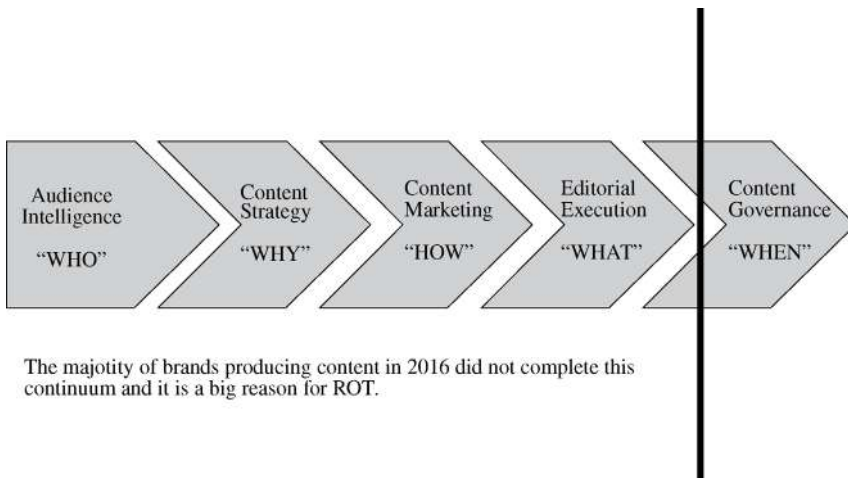 Audience
Intelligence
“WHO”
Content
Strategy
“WHY”
Content
Marketing
“HOW”
Editorial
Execution
“WHAT”
Content
Governance
“WHEN”
The majotity of brands producing content in 2016 did not complete this
continuum and it is a big reason for ROT.